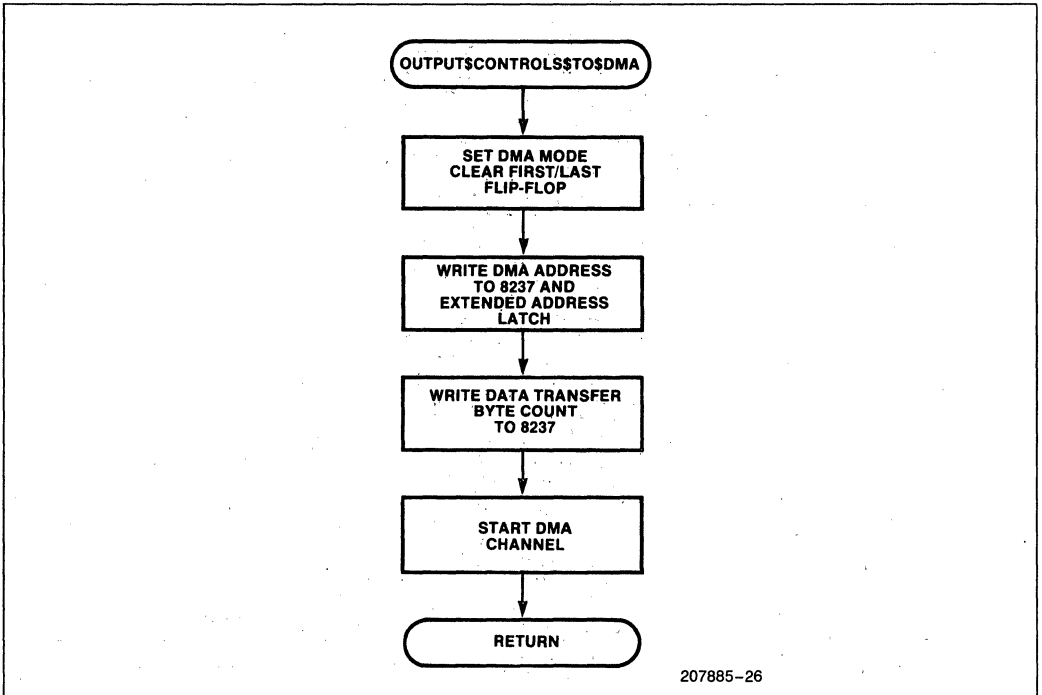 OUTPUT$CONTROLS$TO$DMA
SET DMA MODE
CLEAR FIRST/LAST
FLIP-FLOP
WRITE DMA ADDRESS
TO 8237 AND
EXTENDED ADDRESS
LATCH
WRITE DATA TRANSFER
BYTE COUNT
TO 8237
START DMA
CHANNEL
RETURN
207885–26